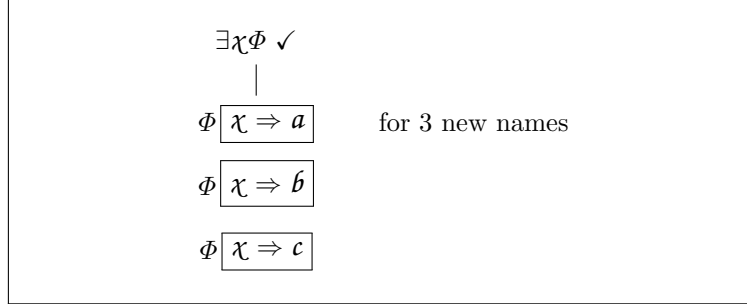 ∃χΦ ✓
Φ χ ⇒ a for 3 new names
Φ χ ⇒ b
Φ χ ⇒ c